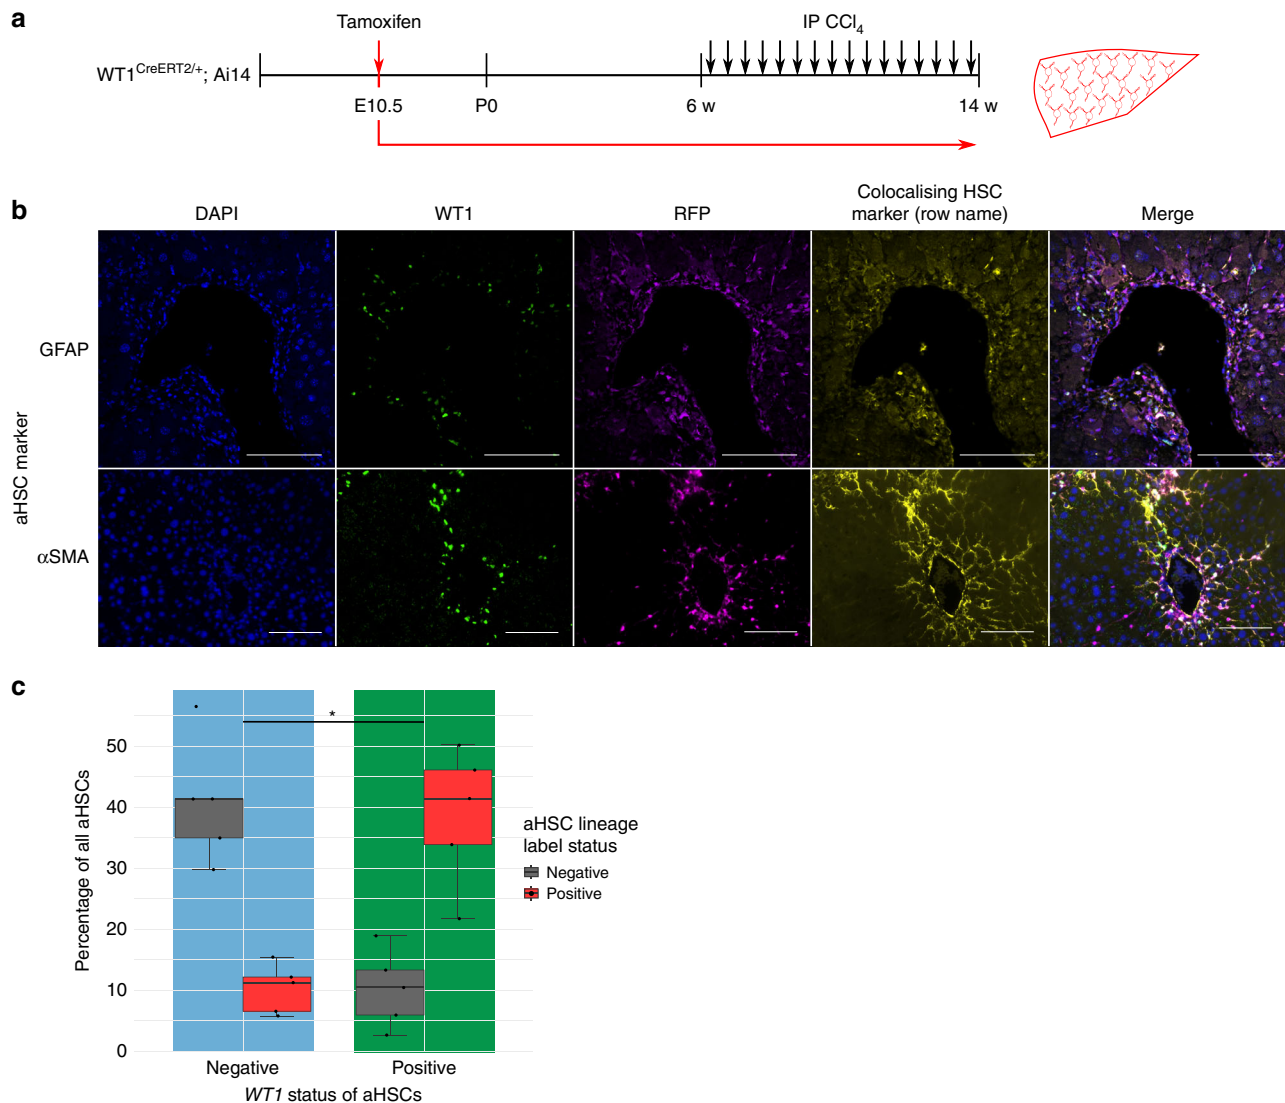 a
Tamoxifen
IP CCl4
WT1CreERT2/+; Ai14
E10.5
P0
6 w
14 w
b
DAPI
WT1
RFP
Colocalising HSC
marker (row name)
Merge
aHSC marker
GFAP
αSMA
c
*
Percentage of all aHSCs
50
40
30
20
10
0
Negative
Positive
WT1 status of aHSCs
aHSC lineage
label status
Negative
Positive